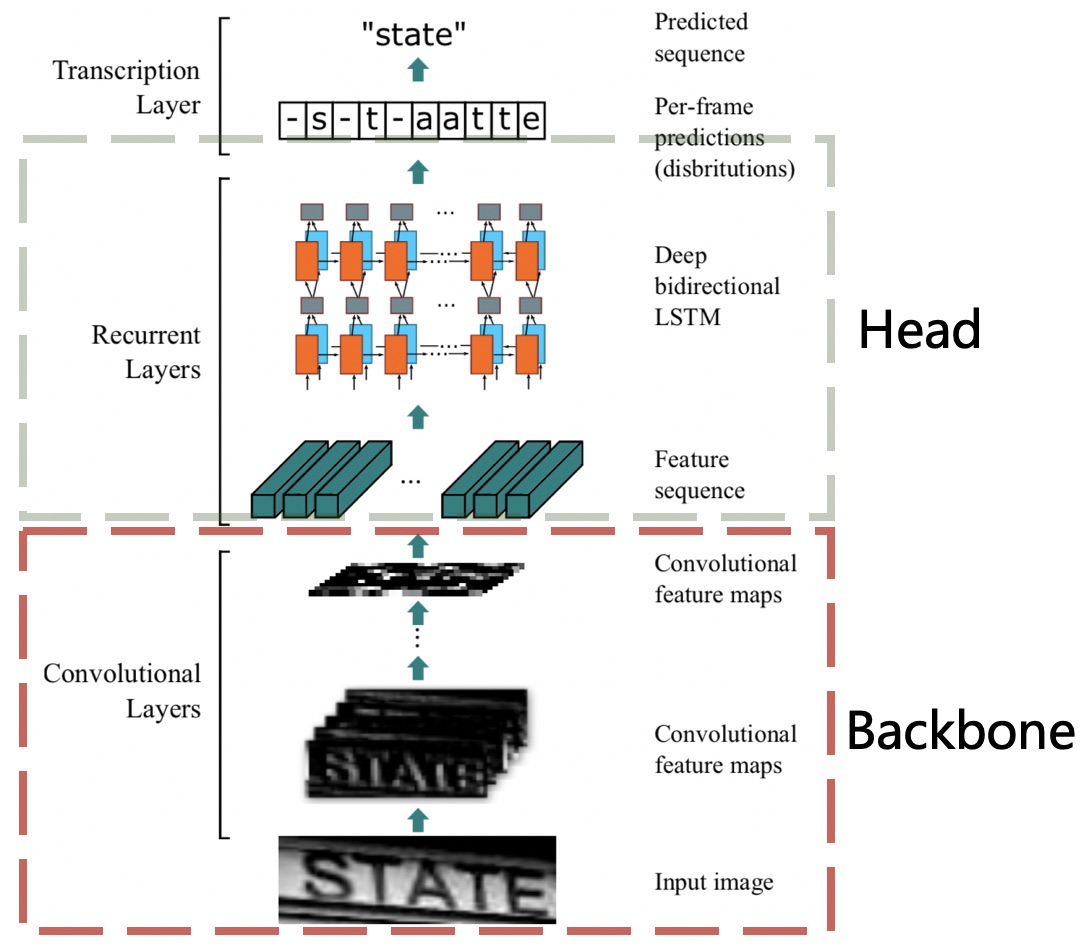 "state"
Predicted
sequence
Transcription
Layer
- s - t - a a t t e
Per-frame
predictions
(disbritutions)
Recurrent
Layers
...
...
Deep
bidirectional
LSTM
Head
...
Feature
sequence
Convolutional
Layers
Convolutional
feature maps
STATE
Convolutional
feature maps
Backbone
STATE
Input image